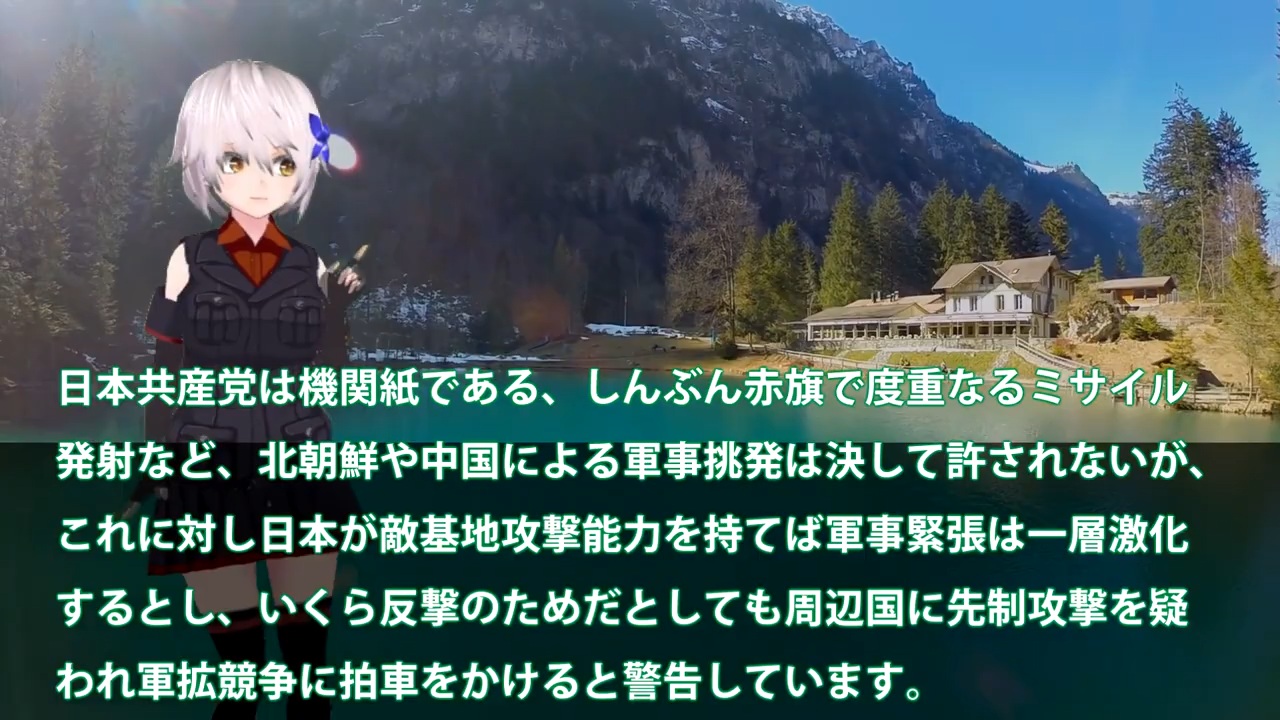 日本共産党は機関紙である、しんぶん赤旗で度重なるミサイル
発射など、北朝鮮や中国による軍事挑発は決して許されないが、
これに対し日本が敵基地攻撃能力を持てば軍事緊張は一層激化
するとし、いくら反撃のためだとしても周辺国に先制攻撃を疑
われ軍拡競争に拍車をかけると警告しています。